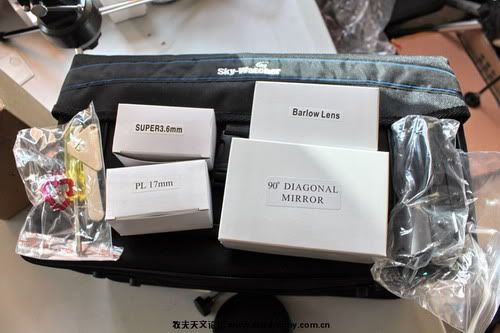 Sky-Watcher
SUPER3.6mm
Barlow Lens
PL 17mm
90° DIAGONAL
MIRROR